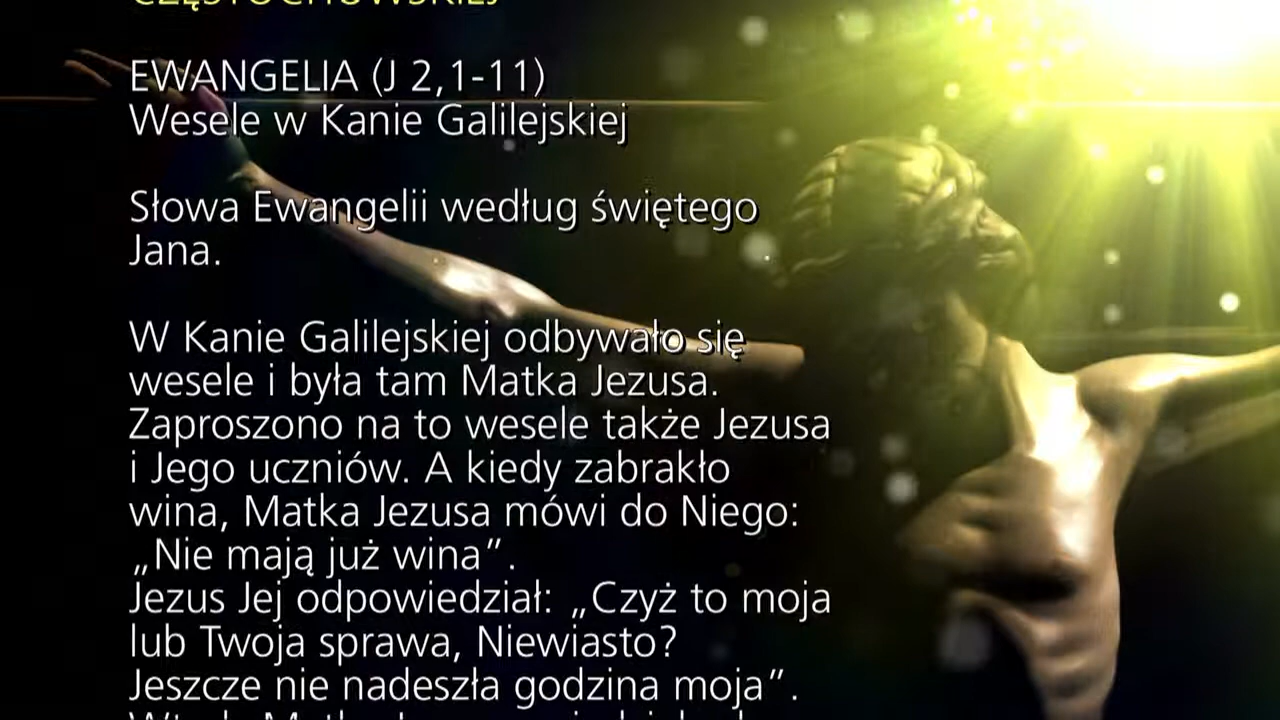 CZĘSTOCHOWSKIEJ
EWANGELIA (J 2,1-11)
Wesele w Kanie Galilejskiej
Słowa Ewangelii według świętego
Jana.
W Kanie Galilejskiej odbywało się
wesele i była tam Matka Jezusa.
Zaproszono na to wesele także Jezusa
i Jego uczniów. A kiedy zabrakło
wina, Matka Jezusa mówi do Niego:
„Nie mają już wina”.
Jezus Jej odpowiedział: „Czyż to moja
lub Twoja sprawa, Niewiasto?
Jeszcze nie nadeszła godzina moja”.